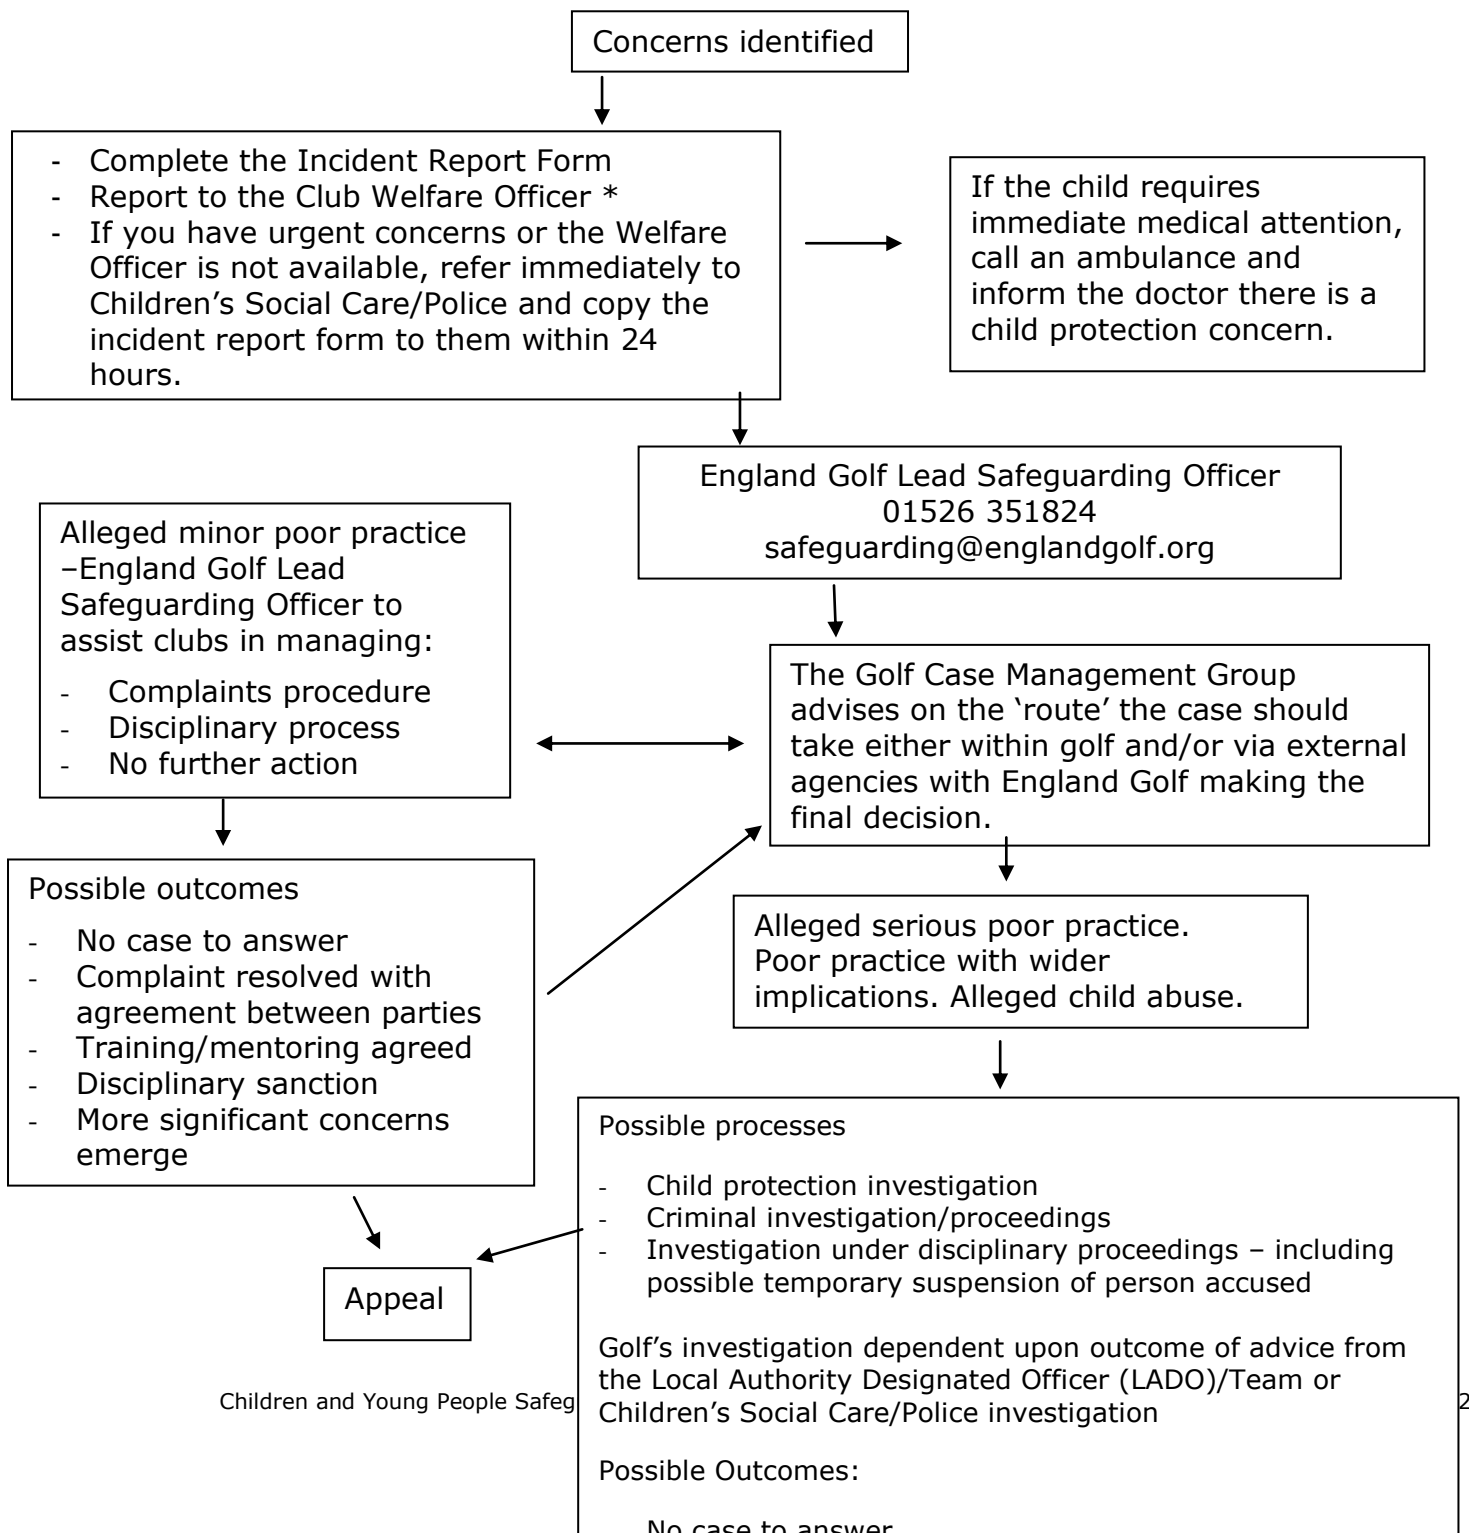 Concerns identified
- Complete the Incident Report Form
- Report to the Club Welfare Officer *
- If you have urgent concerns or the Welfare
Officer is not available, refer immediately to
Children’s Social Care/Police and copy the
incident report form to them within 24
hours.
If the child requires
immediate medical attention,
call an ambulance and
inform the doctor there is a
child protection concern.
England Golf Lead Safeguarding Officer
01526 351824
safeguarding@englandgolf.org
Alleged minor poor practice
–England Golf Lead
Safeguarding Officer to
assist clubs in managing:
- Complaints procedure
- Disciplinary process
- No further action
The Golf Case Management Group
advises on the ‘route’ the case should
take either within golf and/or via external
agencies with England Golf making the
final decision.
Possible outcomes
- No case to answer
- Complaint resolved with
agreement between parties
- Training/mentoring agreed
- Disciplinary sanction
- More significant concerns
emerge
Alleged serious poor practice.
Poor practice with wider
implications. Alleged child abuse.
Possible processes
- Child protection investigation
- Criminal investigation/proceedings
- Investigation under disciplinary proceedings – including
possible temporary suspension of person accused
Golf’s investigation dependent upon outcome of advice from
the Local Authority Designated Officer (LADO)/Team or
Children’s Social Care/Police investigation
Possible Outcomes:
No case to answer
Appeal
Children and Young People Safeg
2